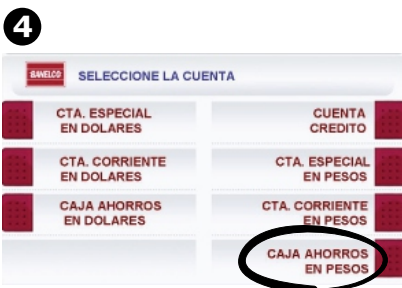 4
BANELCO SELECCIONE LA CUENTA
CTA. ESPECIAL
EN DOLARES
CUENTA
CREDITO
CTA. CORRIENTE
EN DOLARES
CTA. ESPECIAL
EN PESOS
CAJA AHORROS
EN DOLARES
CTA. CORRIENTE
EN PESOS
CAJA AHORROS
EN PESOS